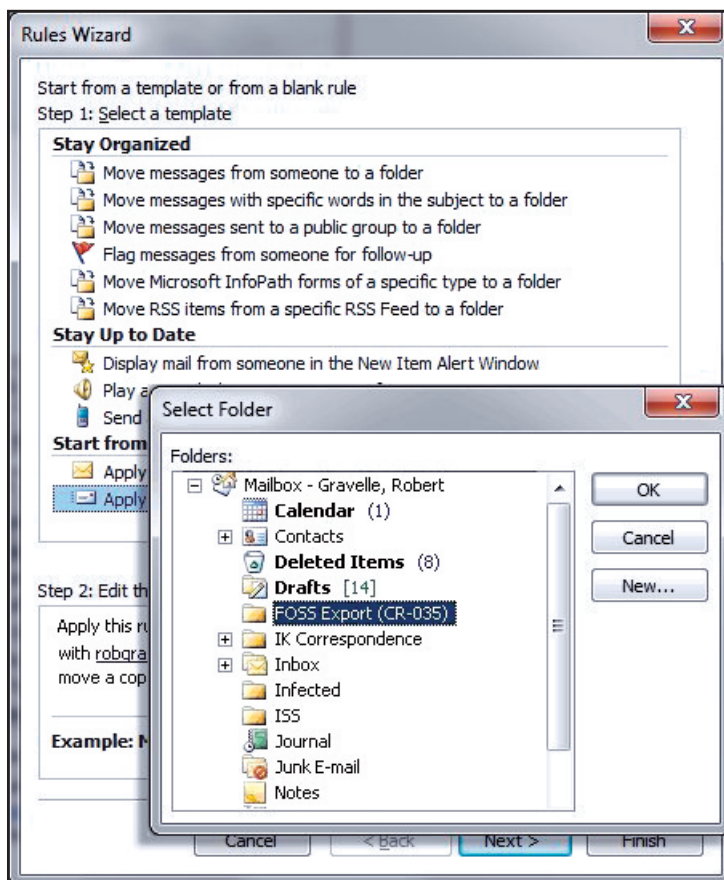 Rules Wizard
Start from a template or from a blank rule
Step 1: Select a template
Stay Organized
Move messages from someone to a folder
Move messages with specific words in the subject to a folder
Move messages sent to a public group to a folder
Flag messages from someone for follow-up
Move Microsoft InfoPath forms of a specific type to a folder
Move RSS items from a specific RSS Feed to a folder
Stay Up to Date
Display mail from someone in the New Item Alert Window
Play
Send
Start from
Apply
Apply
Step 2: Edit
Apply this
with
move a
Example:
Select Folder
Folders:
Mailbox - Gravelle, Robert
Calendar (1)
Contacts
Deleted Items (8)
Drafts [14]
FOSS Export (CR-035)
IK Correspondence
Inbox
Infected
ISS
Journal
Junk E-mail
Notes
OK
Cancel
New...
Cancel
< Back
Next >
Finish